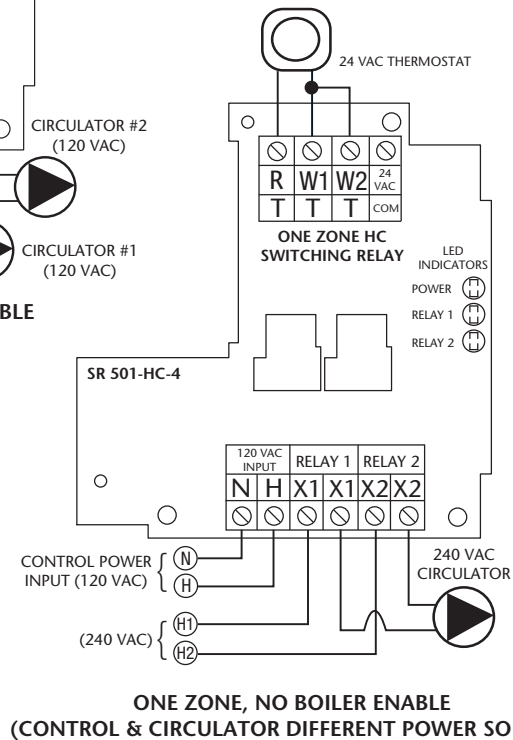 24 VAC THERMOSTAT
CIRCULATOR #2
(120 VAC)
CIRCULATOR #1
(120 VAC)
BLE
R W1 W2 24
VAC
T T T COM
ONE ZONE HC
SWITCHING RELAY
LED
INDICATORS
POWER
RELAY 1
RELAY 2
SR 501-HC-4
120 VAC
INPUT
RELAY 1 RELAY 2
N H X1 X1 X2 X2
CONTROL POWER
INPUT (120 VAC)
N
H
(240 VAC)
H1
H2
240 VAC
CIRCULATOR
ONE ZONE, NO BOILER ENABLE
(CONTROL & CIRCULATOR DIFFERENT POWER SO